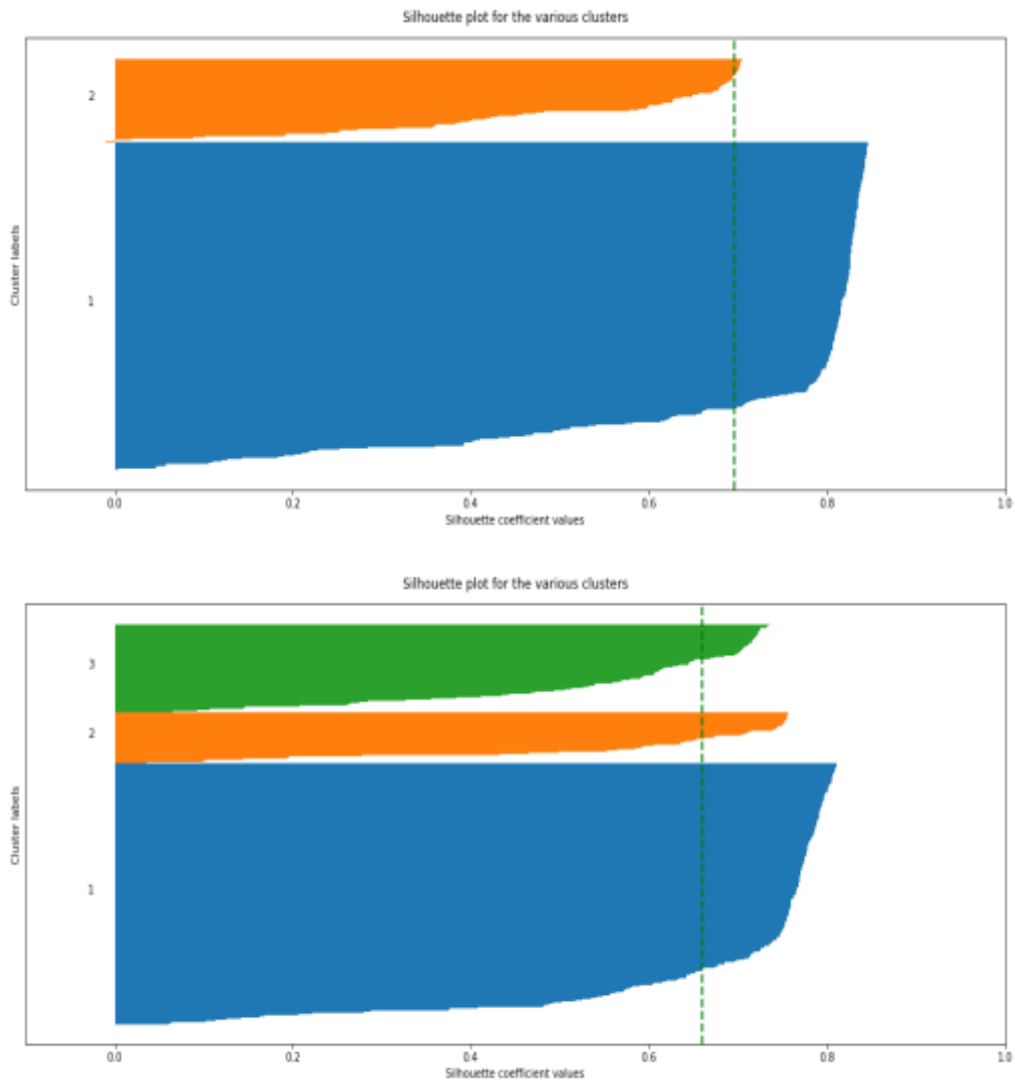 Silhouette plot for the various clusters
2
1
Cluster labels
0.0 0.2 0.4 0.6 0.8 1.0
Silhouette coefficient values
Silhouette plot for the various clusters
3
2
1
Cluster labels
0.0 0.2 0.4 0.6 0.8 1.0
Silhouette coefficient values